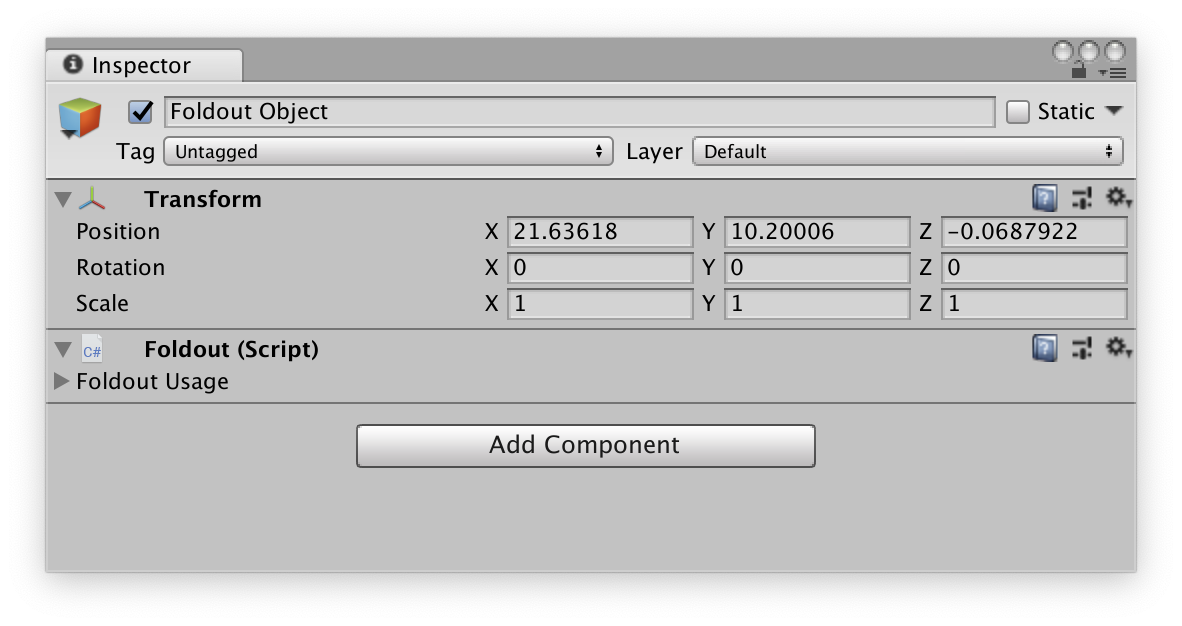 Inspector
Foldout Object Static
Tag Untagged Layer Default
Transform
Position X 21.63618 Y 10.20006 Z -0.0687922
Rotation X 0 Y 0 Z 0
Scale X 1 Y 1 Z 1
C# Foldout (Script)
Foldout Usage
Add Component